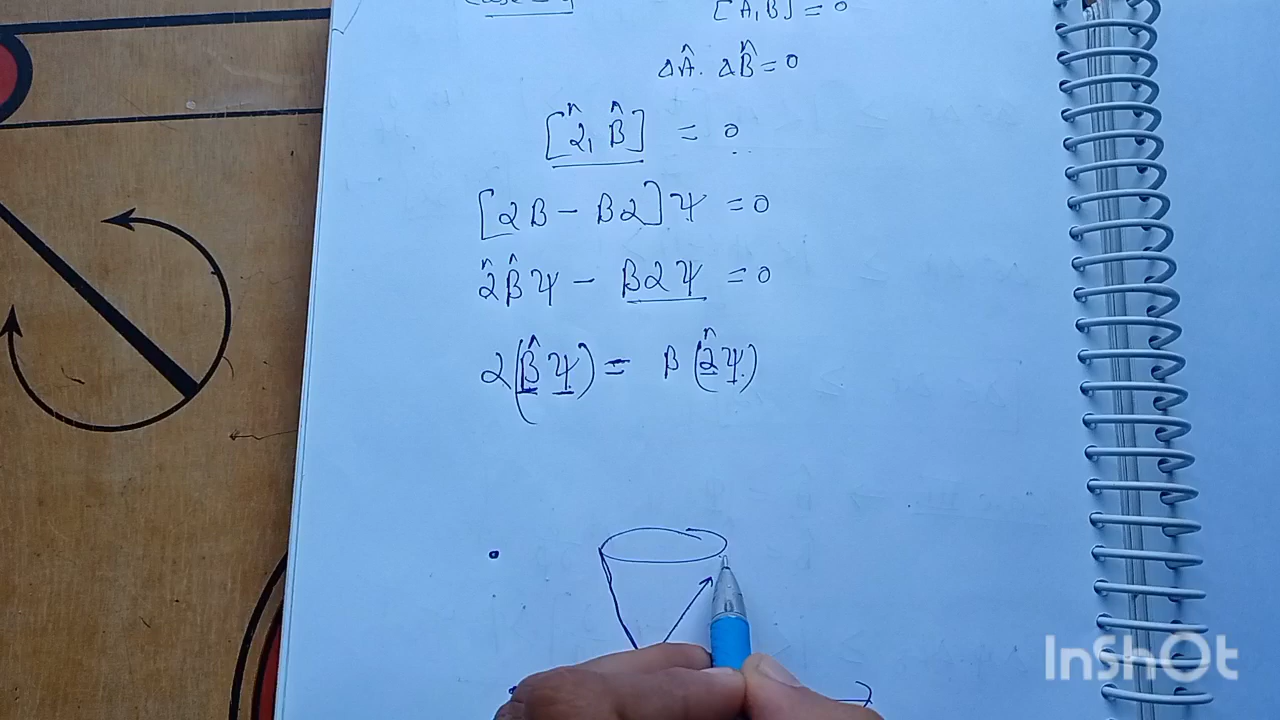 [A,B] = 0
ΔÂ. ΔB̂ = 0
[α̂, β̂] = 0
[αβ - βα]Ψ = 0
α̂β̂Ψ - βαΨ = 0
α(β̂Ψ) = β(α̂Ψ)
InShOt